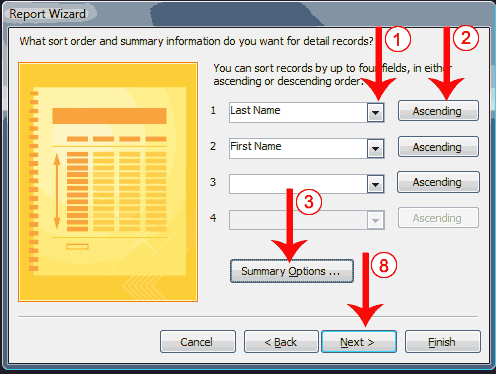 Report Wizard
What sort order and summary information do you want for detail records?
You can sort records by up to four fields, in either
ascending or descending order.
1 Last Name Ascending
2 First Name Ascending
3 Ascending
4 Ascending
Summary Options ...
Cancel < Back Next > Finish
1
2
3
8